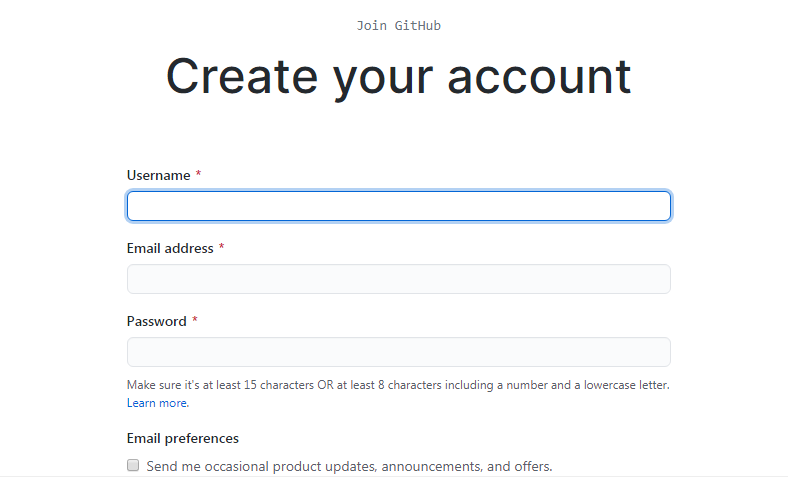 Join GitHub
Create your account
Username *
Email address *
Password *
Make sure it's at least 15 characters OR at least 8 characters including a number and a lowercase letter.
Learn more.
Email preferences
Send me occasional product updates, announcements, and offers.